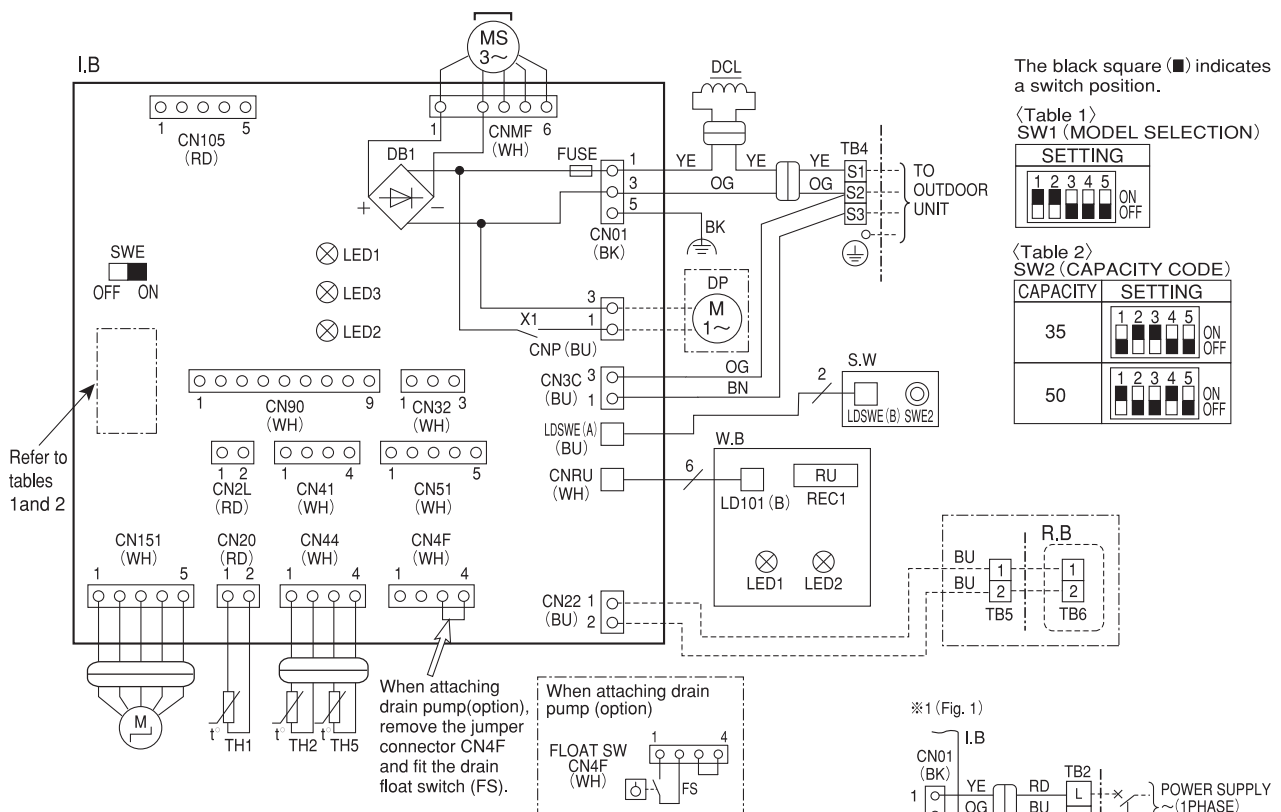 I.B
MS
3~
DCL
The black square (■) indicates
a switch position.
〈Table 1〉
SW1 (MODEL SELECTION)
SETTING
1 2 3 4 5
ON
OFF
〈Table 2〉
SW2 (CAPACITY CODE)
CAPACITY SETTING
35
1 2 3 4 5
ON
OFF
50
1 2 3 4 5
ON
OFF
1 5
CN105
(RD)
1 6
CNMF
(WH)
DB1
+ −
FUSE
1
3
5
CN01
(BK)
YE YE YE
OG OG
BK
TB4
S1
S2
S3
TO
OUTDOOR
UNIT
SWE
OFF ON
LED1
LED3
LED2
X1
3
1
CNP (BU)
DP
M
1~
OG
BN
CN3C 3
(BU) 1
LDSWE (A)
(BU)
CNRU
(WH)
2
S.W
LDSWE (B) SWE2
6
W.B
LD101 (B)
RU
REC1
LED1 LED2
Refer to
tables
1and 2
1 9
CN90
(WH)
1 3
CN32
(WH)
1 2
CN2L
(RD)
1 4
CN41
(WH)
1 5
CN51
(WH)
CN151
(WH)
1 5
CN20
(RD)
1 2
CN44
(WH)
1 4
CN4F
(WH)
1 4
CN22 1
(BU) 2
R.B
BU
BU
1
2
TB5
1
2
TB6
M
t° TH1
t° TH2
t° TH5
When attaching
drain pump(option),
remove the jumper
connector CN4F
and fit the drain
float switch (FS).
When attaching drain
pump (option)
1 4
FLOAT SW
CN4F
(WH)
FS
※1 (Fig. 1)
I.B
CN01
(BK)
1
YE RD
OG BU
TB2
L
POWER SUPPLY
~(1PHASE)